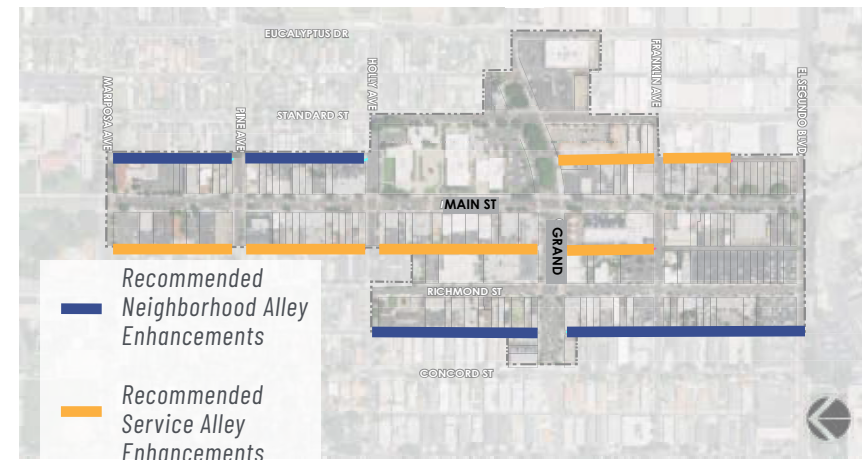 EUCALYPTUS DR
HOLLY AVE
FRANKLIN AVE
MARIPOSA AVE
PINE AVE
STANDARD ST
EL SEGUNDO BLVD
MAIN ST
GRAND
RICHMOND ST
CONCORD ST
Recommended
Neighborhood Alley
Enhancements
Recommended
Service Alley
Enhancements